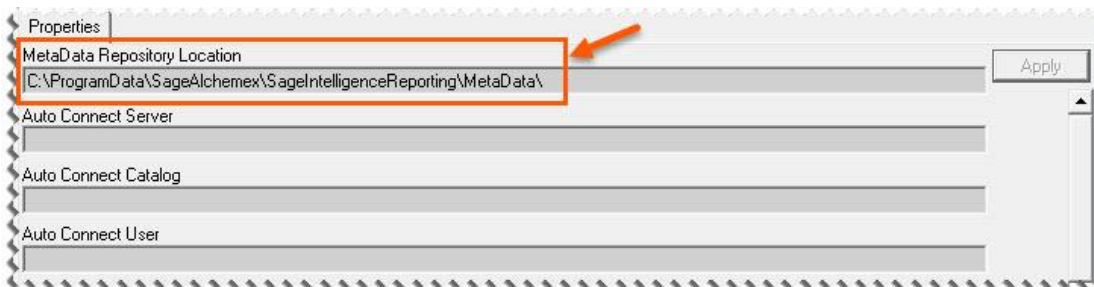 Properties
MetaData Repository Location
Apply
C:\ProgramData\SageAlchemex\SageIntelligenceReporting\MetaData\
Auto Connect Server
Auto Connect Catalog
Auto Connect User